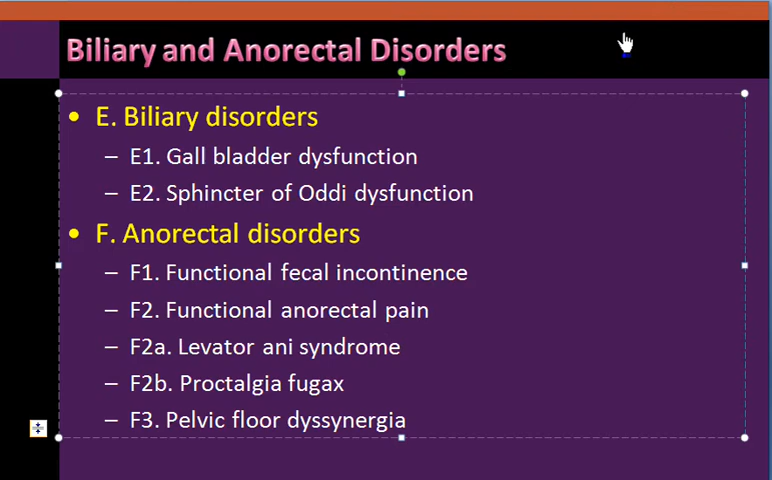 Biliary and Anorectal Disorders
• E. Biliary disorders
– E1. Gall bladder dysfunction
– E2. Sphincter of Oddi dysfunction
• F. Anorectal disorders
– F1. Functional fecal incontinence
– F2. Functional anorectal pain
– F2a. Levator ani syndrome
– F2b. Proctalgia fugax
– F3. Pelvic floor dyssynergia